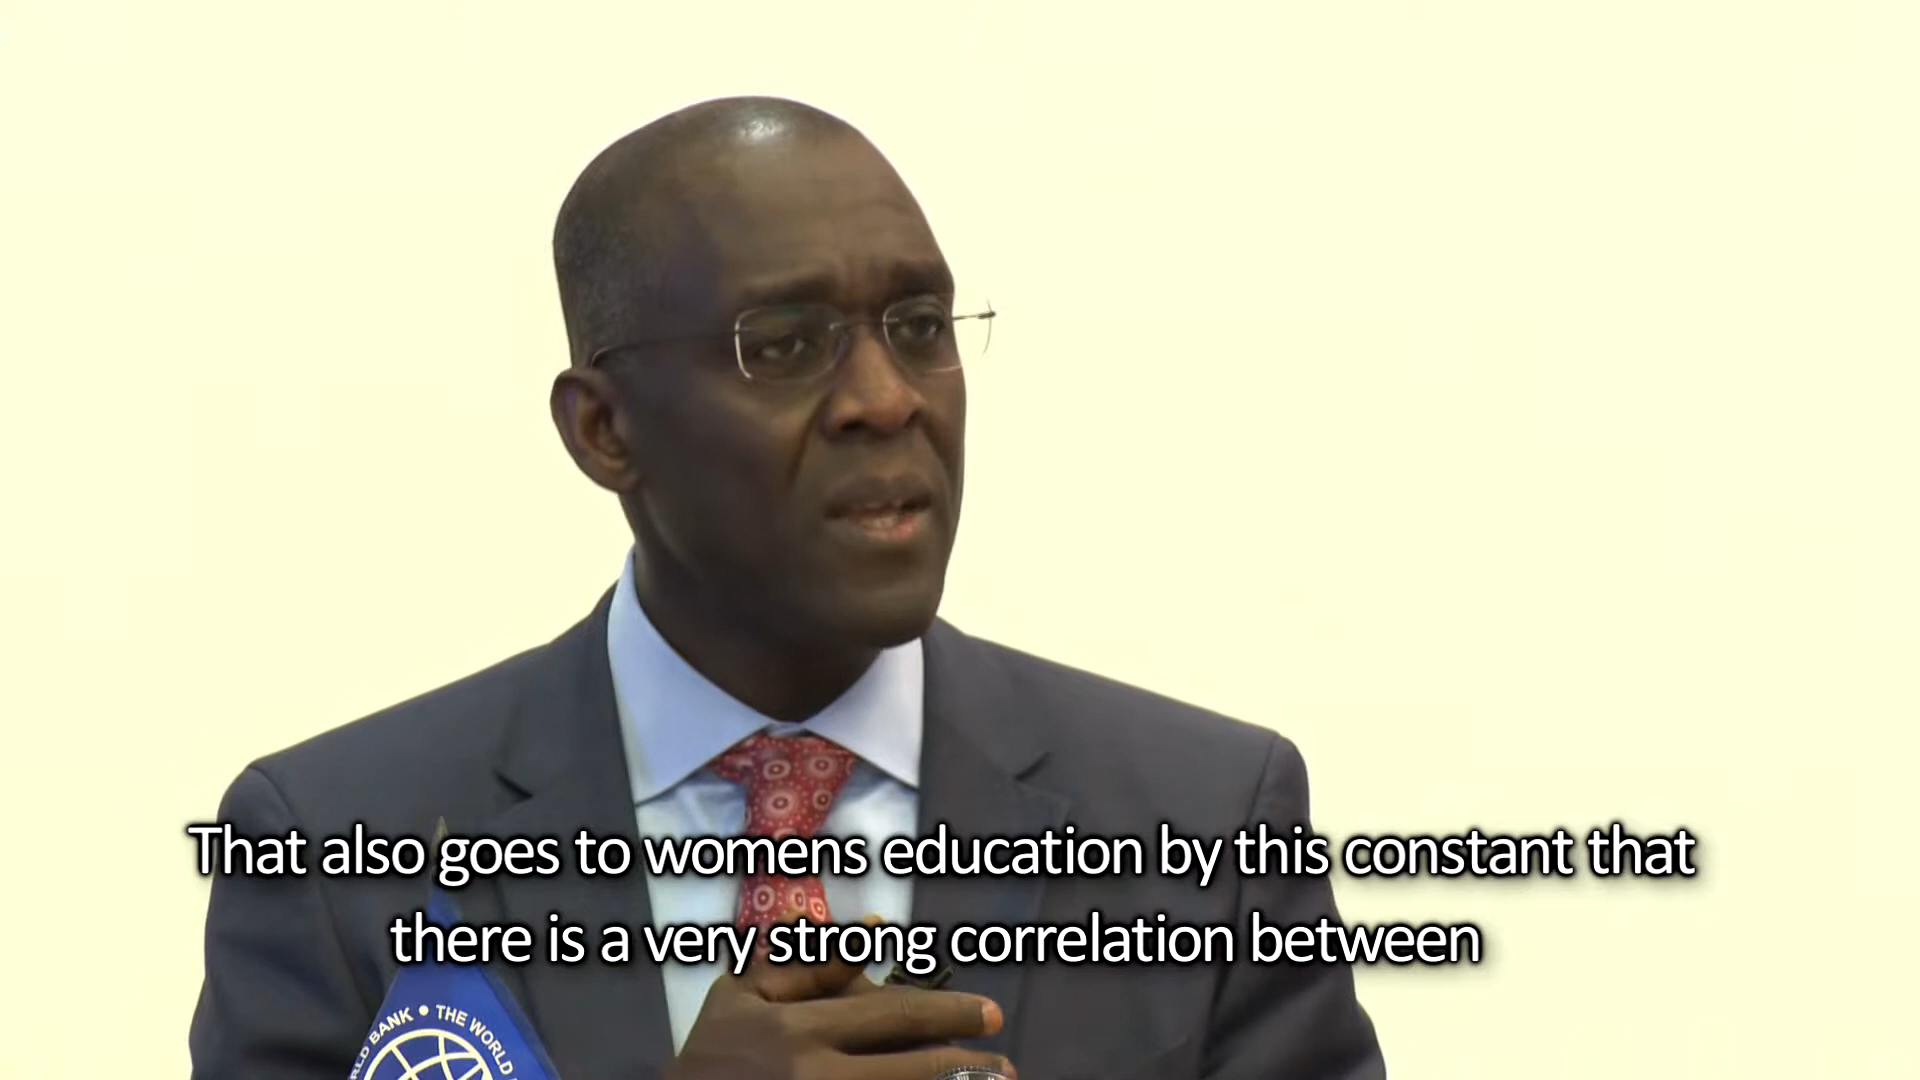 That also goes to womens education by this constant that
there is a very strong correlation between
RLD BANK • THE WORLD